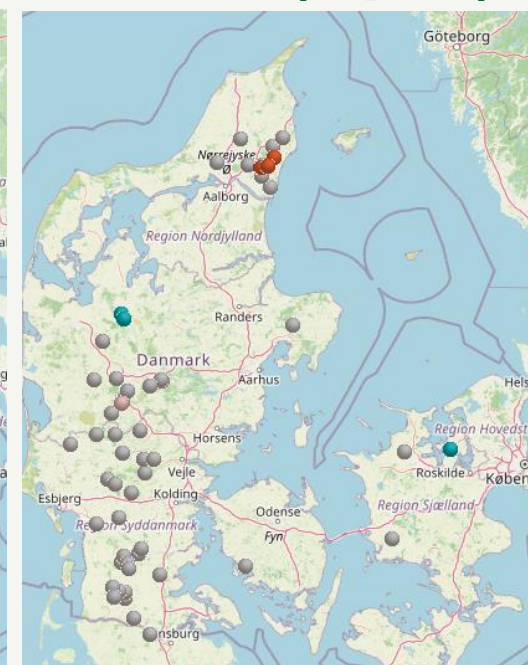 Göteborg
Nørrejyske
Ø
Aalborg
Region Nordjylland
Randers
Danmark
Aarhus
Hels
Region Hovedst
Horsens
Roskilde
Køben
Vejle
Esbjerg
Kolding
Odense
Region Sjælland
Region Syddanmark
Fyn
nsburg